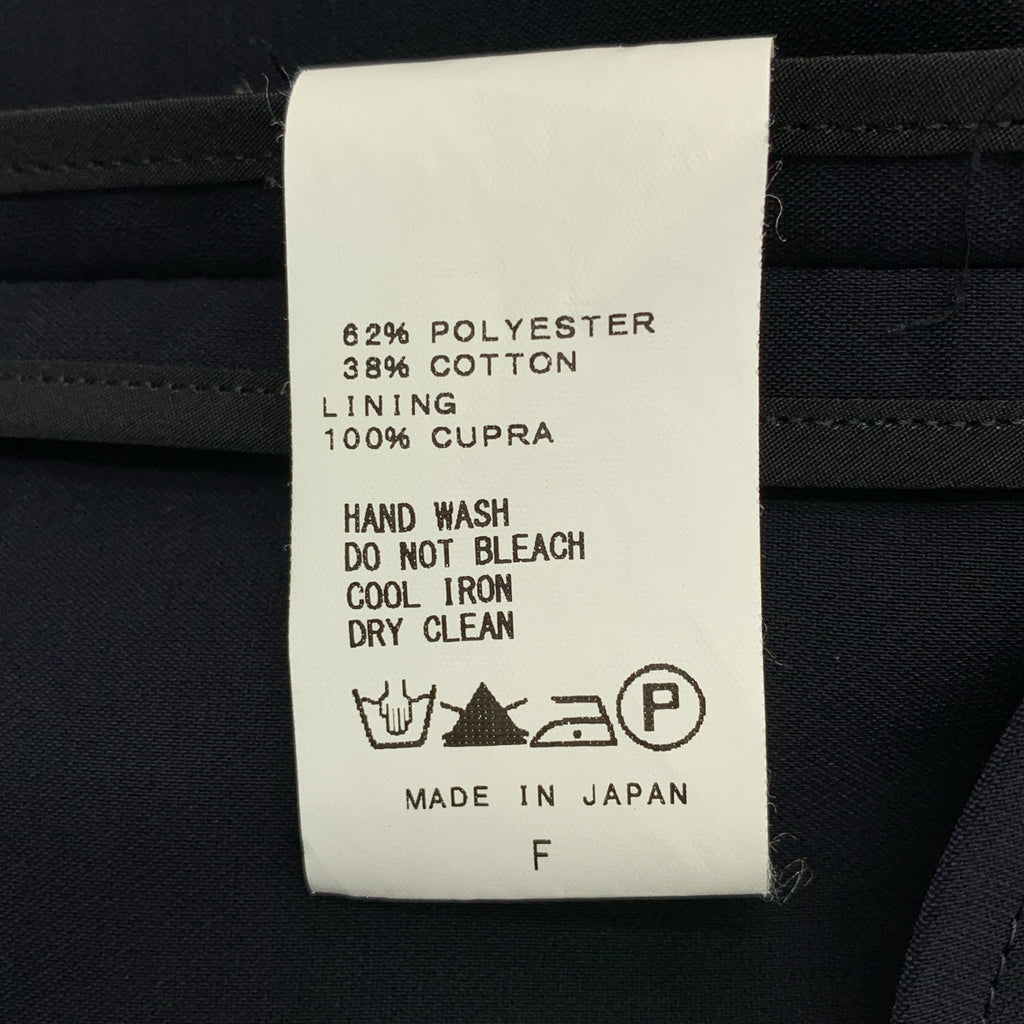 62% POLYESTER
38% COTTON
LINING
100% CUPRA
HAND WASH
DO NOT BLEACH
COOL IRON
DRY CLEAN
P
MADE IN JAPAN
F